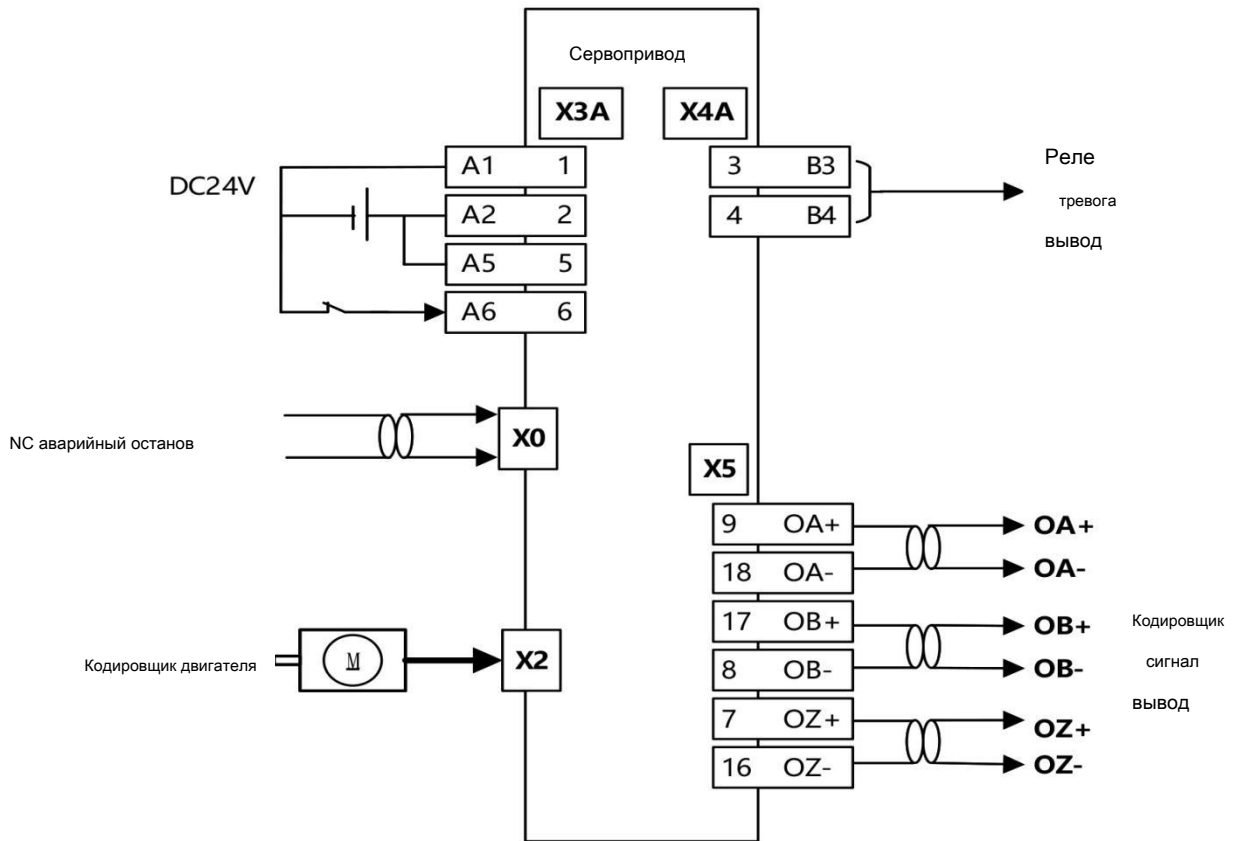 Сервопривод
X3A X4A
DC24V
A1 1
A2 2
A5 5
A6 6
3 B3
4 B4
Реле
тревога
вывод
NC аварийный останов
X0
X5
9 OA+ OA+
18 OA- OA-
17 OB+ OB+
8 OB- OB-
7 OZ+ OZ+
16 OZ- OZ-
Кодировщик
сигнал
вывод
Кодировщик двигателя
M
X2